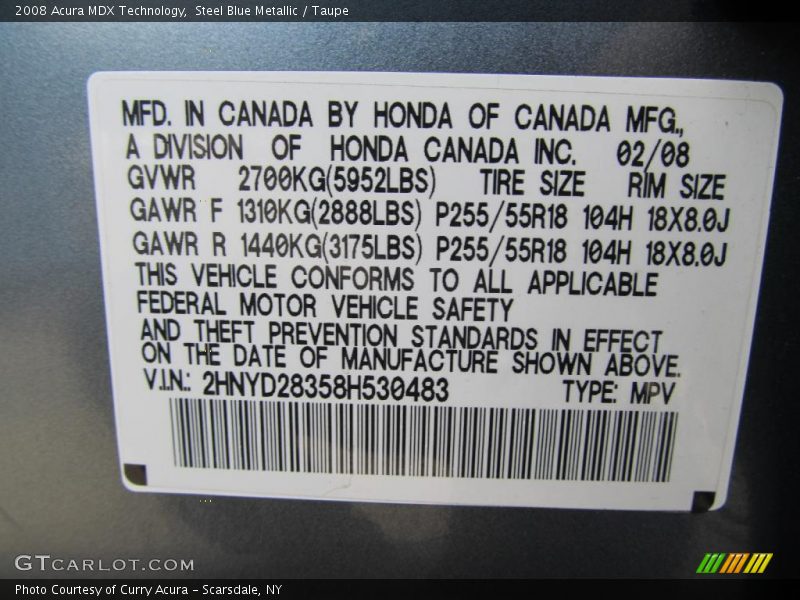 2008 Acura MDX Technology, Steel Blue Metallic / Taupe
MFD. IN CANADA BY HONDA OF CANADA MFG.,
A DIVISION OF HONDA CANADA INC. 02/08
GVWR 2700KG(5952LBS) TIRE SIZE RIM SIZE
GAWR F 1310KG(2888LBS) P255/55R18 104H 18X8.0J
GAWR R 1440KG(3175LBS) P255/55R18 104H 18X8.0J
THIS VEHICLE CONFORMS TO ALL APPLICABLE
FEDERAL MOTOR VEHICLE SAFETY
AND THEFT PREVENTION STANDARDS IN EFFECT
ON THE DATE OF MANUFACTURE SHOWN ABOVE.
V.I.N.: 2HNYD28358H530483 TYPE: MPV
GTCARLOT.COM
Photo Courtesy of Curry Acura - Scarsdale, NY